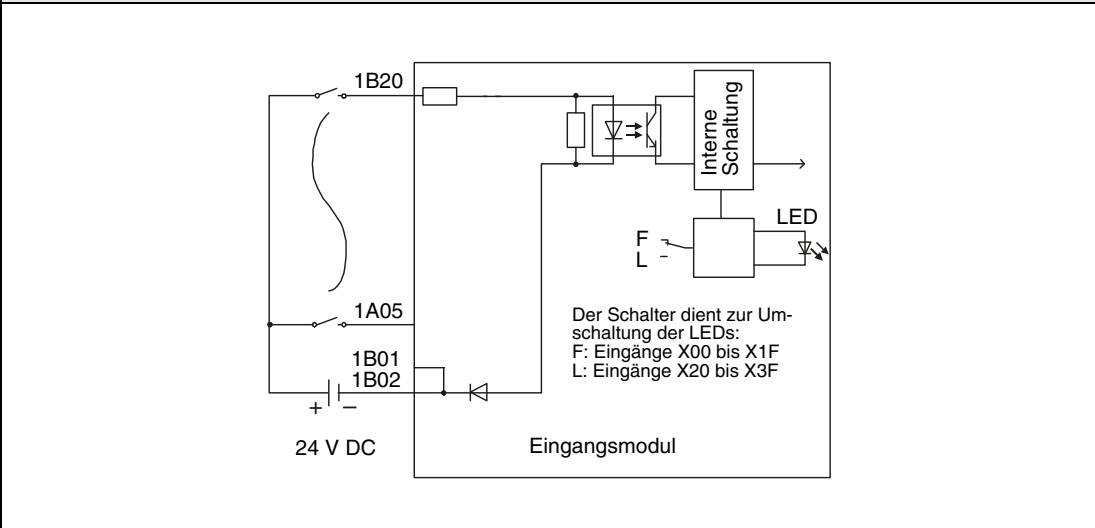 1B20
Interne
Schaltung
LED
F
L
1A05
Der Schalter dient zur Um-
schaltung der LEDs:
F: Eingänge X00 bis X1F
L: Eingänge X20 bis X3F
1B01
1B02
+ –
24 V DC
Eingangsmodul